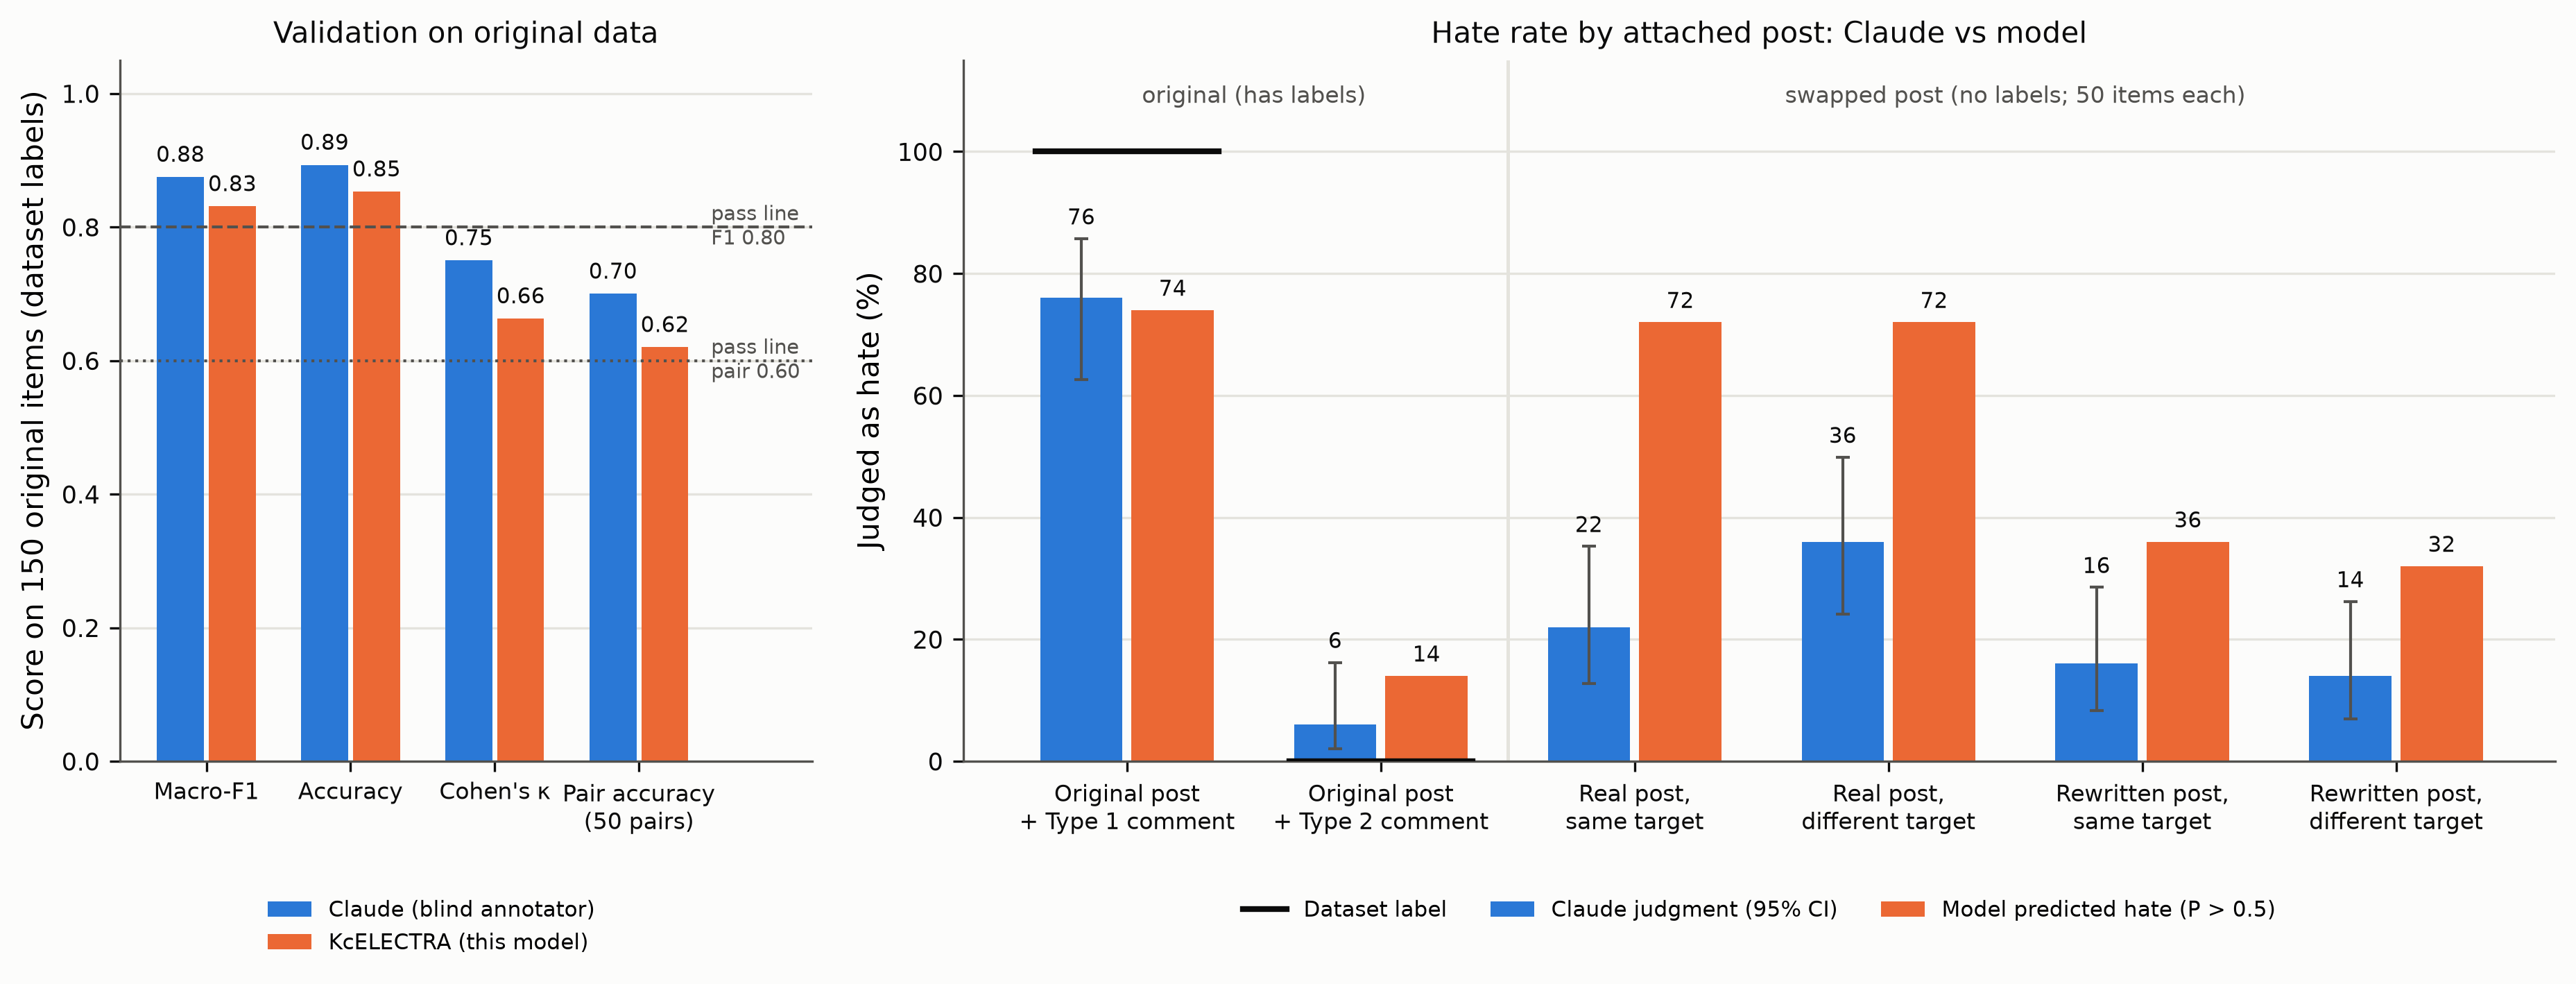 Validation on original data
Score on 150 original items (dataset labels)
1.0
0.8
0.6
0.4
0.2
0.0
0.88
0.83
0.89
0.85
0.75
0.66
0.70
0.62
pass line
F1 0.80
pass line
pair 0.60
Macro-F1
Accuracy
Cohen's κ
Pair accuracy
(50 pairs)
Claude (blind annotator)
KcELECTRA (this model)
Hate rate by attached post: Claude vs model
original (has labels)
swapped post (no labels; 50 items each)
Judged as hate (%)
100
80
60
40
20
0
76
74
6
14
22
72
36
72
16
36
14
32
Original post
+ Type 1 comment
Original post
+ Type 2 comment
Real post,
same target
Real post,
different target
Rewritten post,
same target
Rewritten post,
different target
Dataset label
Claude judgment (95% CI)
Model predicted hate (P > 0.5)